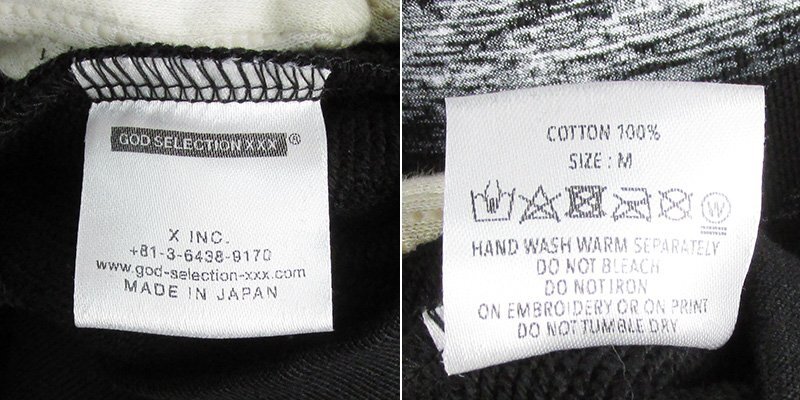 GOD SELECTION XXX ®
X INC.
+81-3-6438-9170
www.god-selection-xxx.com
MADE IN JAPAN
COTTON 100%
SIZE : M
W
HAND WASH WARM SEPARATELY
DO NOT BLEACH
DO NOT IRON
ON EMBROIDERY OR ON PRINT
DO NOT TUMBLE DRY